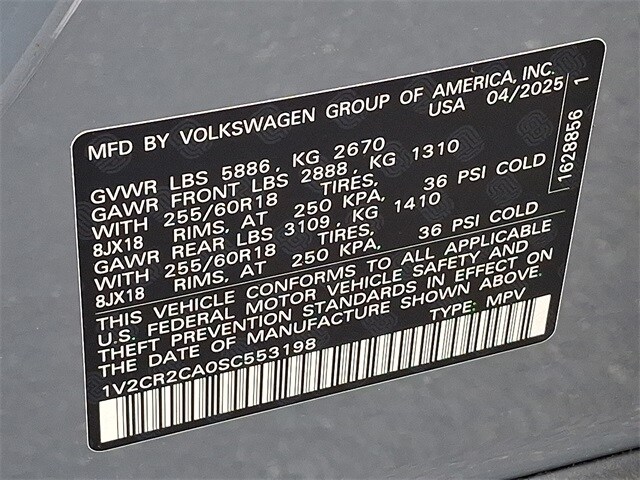 MFD BY VOLKSWAGEN GROUP OF AMERICA, INC.
USA 04/2025
GVWR LBS 5886, KG 2670
GAWR FRONT LBS 2888, KG 1310
WITH 255/60R18 TIRES,
8JX18 RIMS, AT 250 KPA, 36 PSI COLD
GAWR REAR LBS 3109, KG 1410
WITH 255/60R18 TIRES,
8JX18 RIMS, AT 250 KPA, 36 PSI COLD
THIS VEHICLE CONFORMS TO ALL APPLICABLE
U.S. FEDERAL MOTOR VEHICLE SAFETY AND
THEFT PREVENTION STANDARDS IN EFFECT ON
THE DATE OF MANUFACTURE SHOWN ABOVE.
1V2CR2CA0SC553198 TYPE: MPV
1628856 1